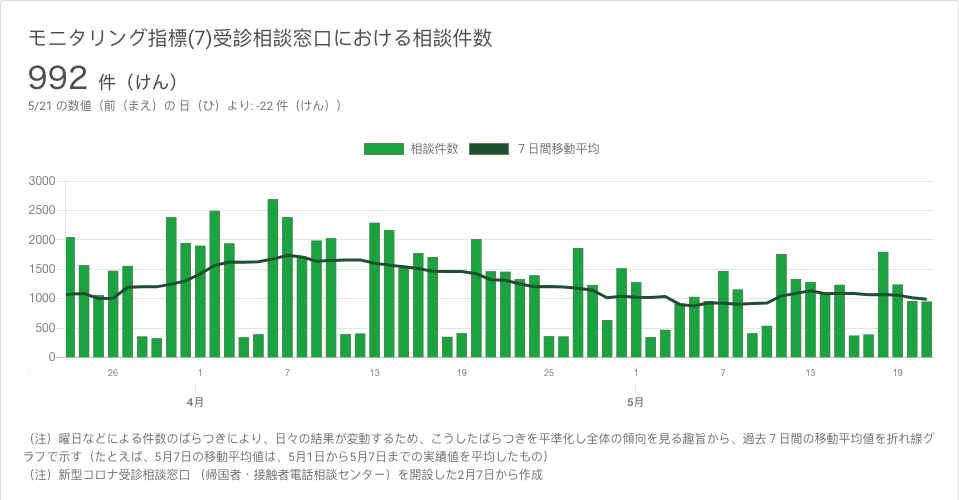 モニタリング指標(7)受診相談窓口における相談件数
992 件（けん）
5/21 の数値（前（まえ）の 日（ひ）より: -22 件（けん））
相談件数 7 日間移動平均
3000
2500
2000
1500
1000
500
0
26 1 7 13 19 25 1 7 13 19
4月 5月
（注）曜日などによる件数のばらつきにより、日々の結果が変動するため、こうしたばらつきを平準化し全体の傾向を見る趣旨から、過去 7 日間の移動平均値を折れ線グ
ラフで示す（たとえば、5月7日の移動平均値は、5月1日から5月7日までの実績値を平均したもの）
（注）新型コロナ受診相談窓口 （帰国者・接触者電話相談センター）を開設した2月7日から作成